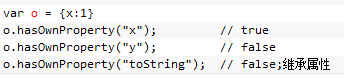 var o = {x:1}
o.hasOwnProperty("x"); // true
o.hasOwnProperty("y"); // false
o.hasOwnProperty("toString"); // false;继承属性